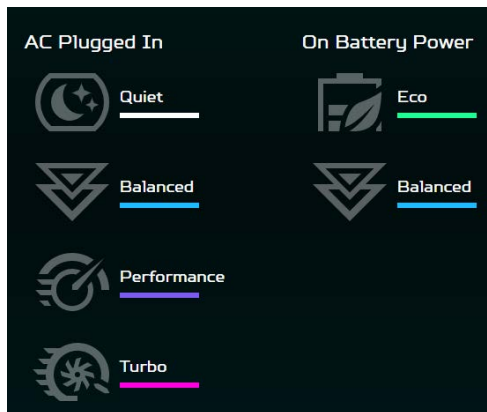 AC Plugged In
On Battery Power
Quiet
Eco
Balanced
Balanced
Performance
Turbo